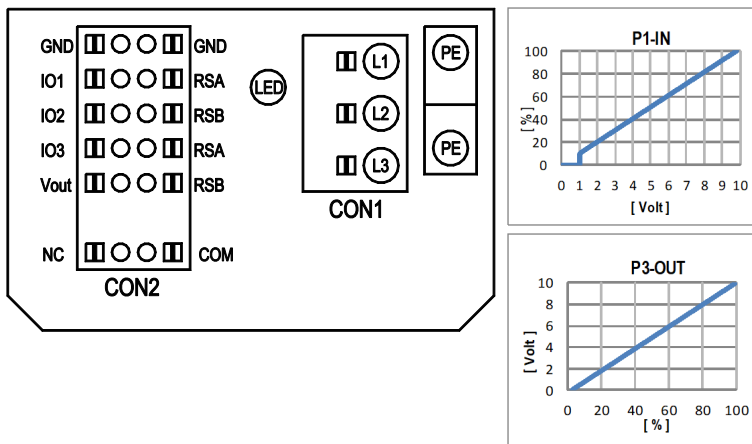 GND GND
IO1 RSA
IO2 RSB
IO3 RSA
Vout RSB
NC COM
CON2
LED
L1
L2
L3
CON1
PE
PE
P1-IN
[ % ]
100
80
60
40
20
0
0 1 2 3 4 5 6 7 8 9 10
[ Volt ]
P3-OUT
[ Volt ]
10
8
6
4
2
0
0 20 40 60 80 100
[ % ]